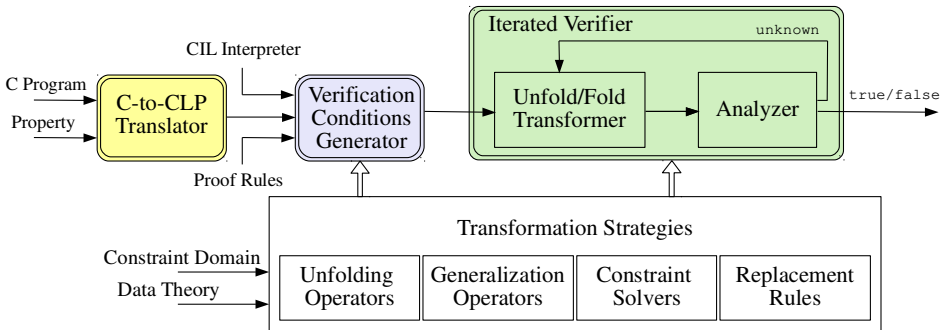 Iterated Verifier
unknown
CIL Interpreter
C Program
Property
C-to-CLP
Translator
Verification
Conditions
Generator
Unfold/Fold
Transformer
Analyzer
true/false
Proof Rules
Transformation Strategies
Constraint Domain
Data Theory
Unfolding
Operators
Generalization
Operators
Constraint
Solvers
Replacement
Rules